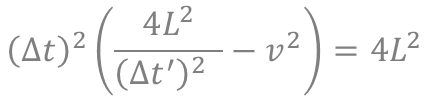 (Δt)² (4L² / (Δt′)² − v²) = 4L²